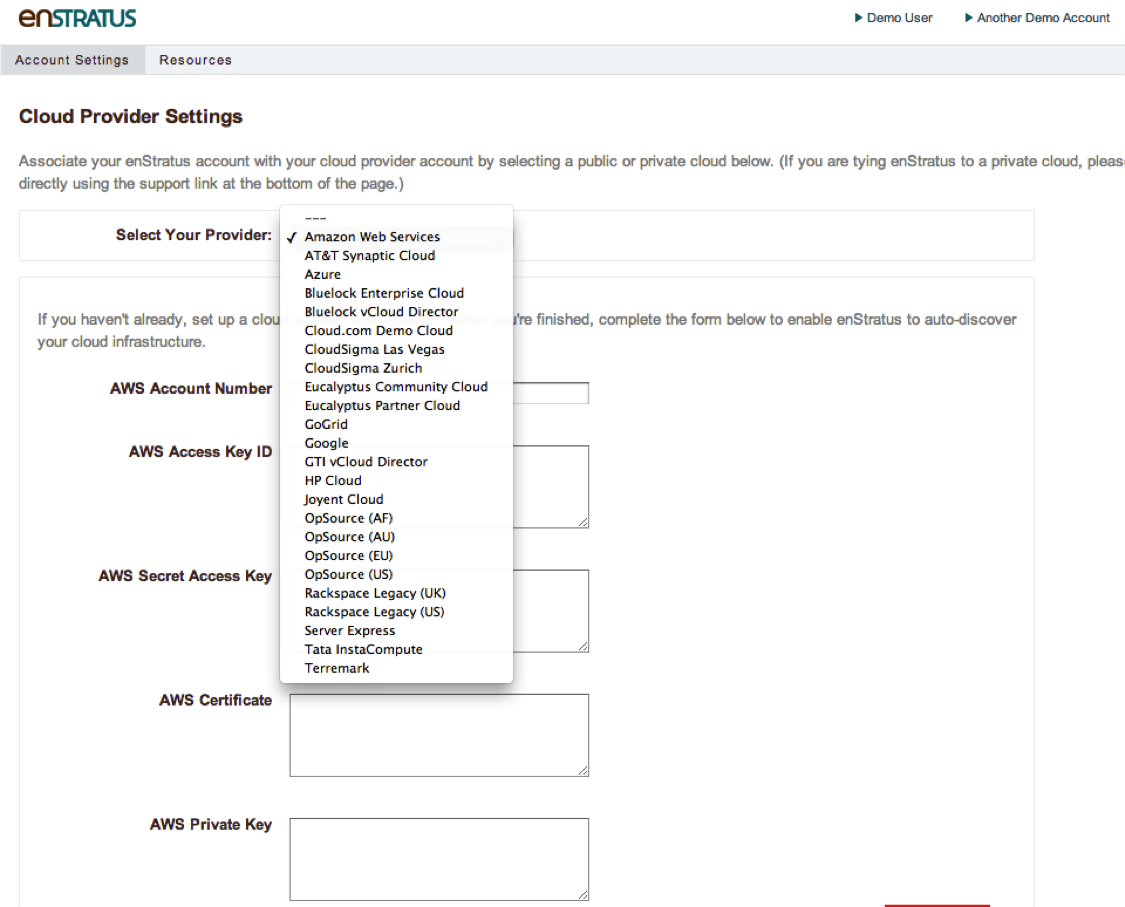 enSTRATUS
Demo User
Another Demo Account
Account Settings
Resources
Cloud Provider Settings
Associate your enStratus account with your cloud provider account by selecting a public or private cloud below. (If you are tying enStratus to a private cloud,
directly using the support link at the bottom of the page.)
Select Your Provider:
---
✓ Amazon Web Services
AT&T Synaptic Cloud
Azure
Bluelock Enterprise Cloud
Bluelock vCloud Director
Cloud.com Demo Cloud
CloudSigma Las Vegas
CloudSigma Zurich
Eucalyptus Community Cloud
Eucalyptus Partner Cloud
GoGrid
Google
GTI vCloud Director
HP Cloud
Joyent Cloud
OpSource (AF)
OpSource (AU)
OpSource (EU)
OpSource (US)
Rackspace Legacy (UK)
Rackspace Legacy (US)
Server Express
Tata InstaCompute
Terremark
If you haven't already, set up a finished, complete the form below to enable enStratus to auto-discover
your cloud infrastructure.
AWS Account Number
AWS Access Key ID
AWS Secret Access Key
AWS Certificate
AWS Private Key